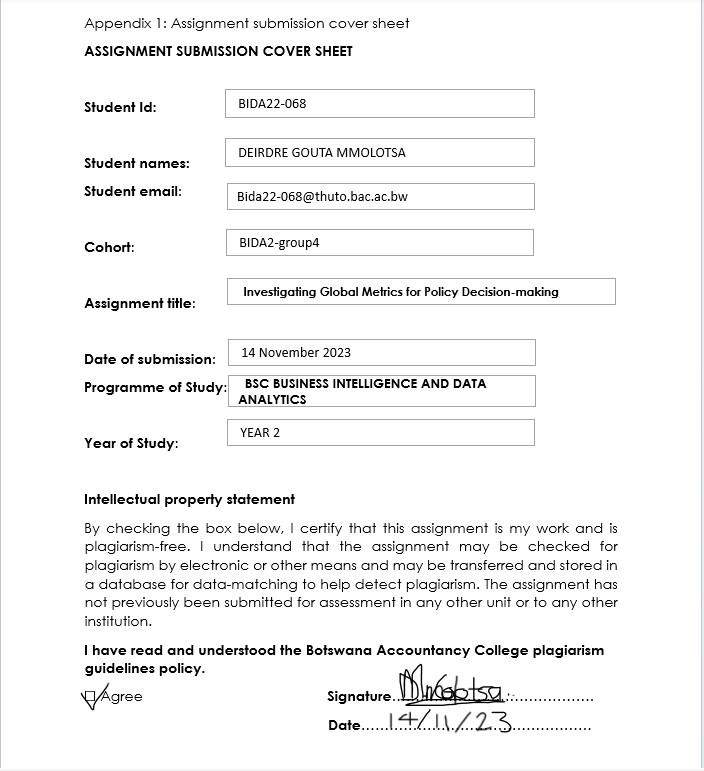 Appendix 1: Assignment submission cover sheet
ASSIGNMENT SUBMISSION COVER SHEET
Student Id: BIDA22-068
Student names: DEIRDRE GOUTA MMOLOTSA
Student email: Bida22-068@thuto.bac.ac.bw
Cohort: BIDA2-group4
Assignment title: Investigating Global Metrics for Policy Decision-making
Date of submission: 14 November 2023
Programme of Study: BSC BUSINESS INTELLIGENCE AND DATA
ANALYTICS
Year of Study: YEAR 2
Intellectual property statement
By checking the box below, I certify that this assignment is my work and is
plagiarism-free. I understand that the assignment may be checked for
plagiarism by electronic or other means and may be transferred and stored in
a database for data-matching to help detect plagiarism. The assignment has
not previously been submitted for assessment in any other unit or to any other
institution.
I have read and understood the Botswana Accountancy College plagiarism
guidelines policy.
Agree
Signature
Date......14/11/23